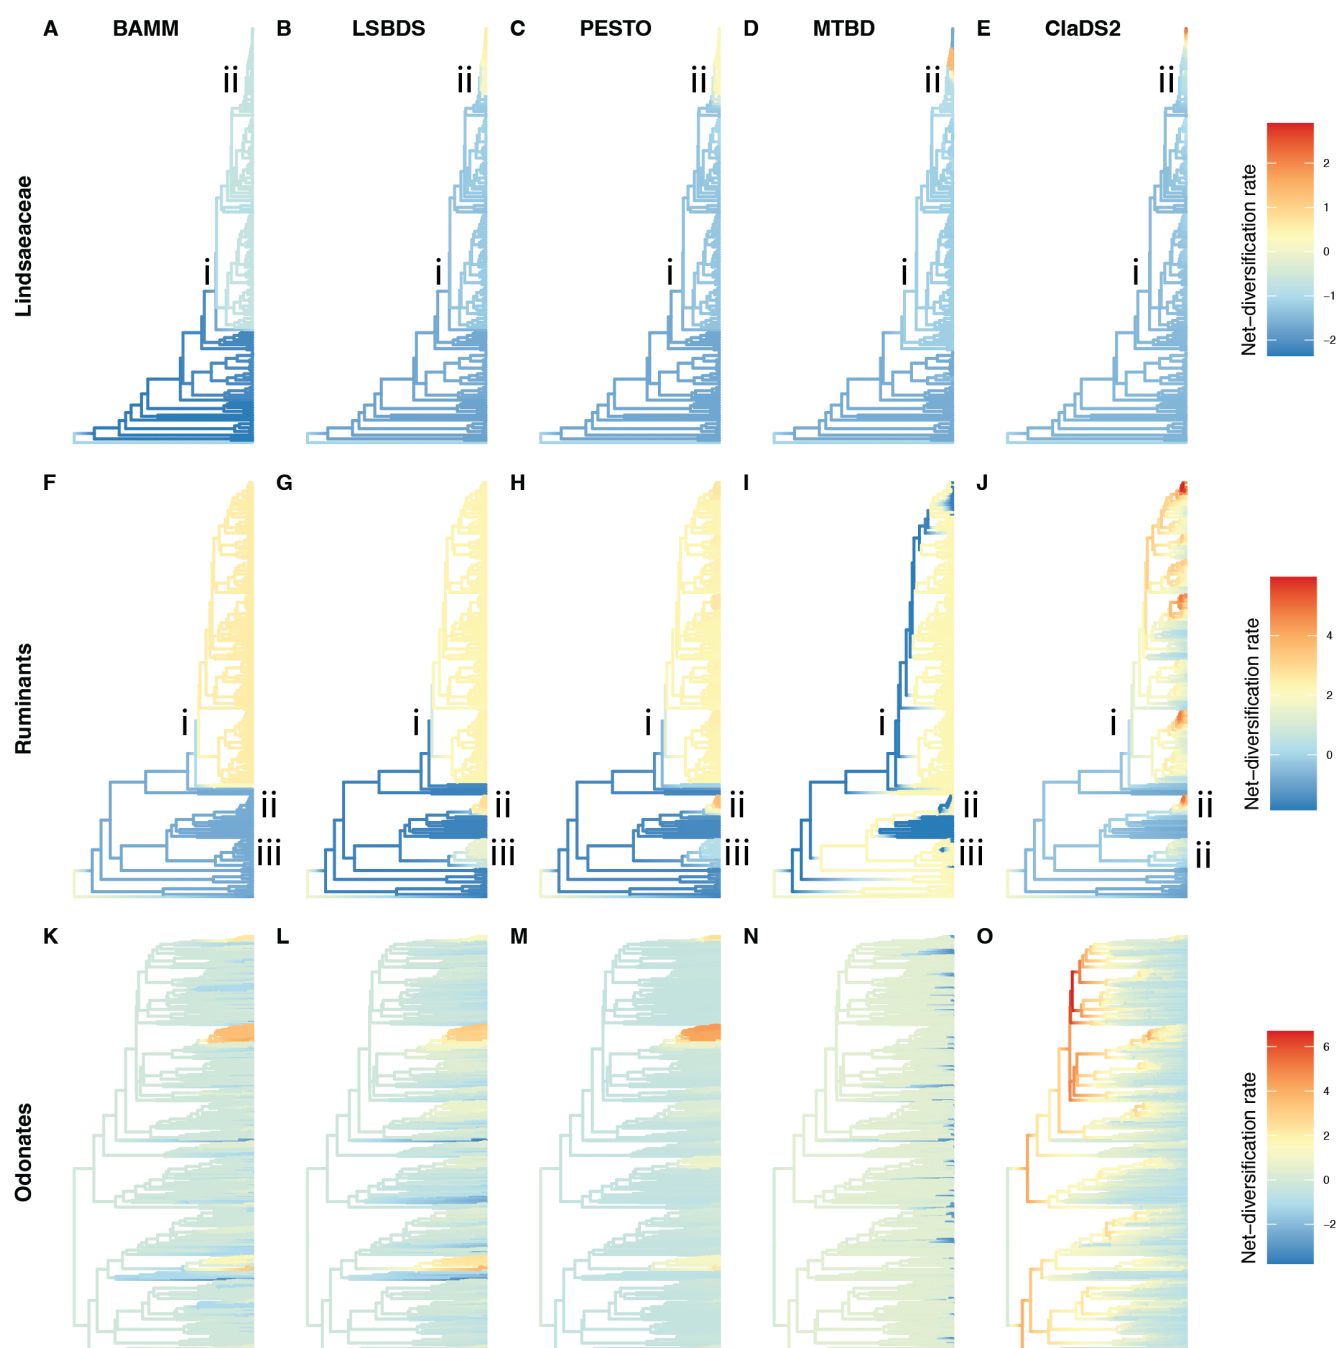 A BAMM B LSBDS C PESTO D MTBD E ClaDS2
ii ii ii ii ii
i i i i i
Lindsaeaceae
Net−diversification rate
2
1
0
−1
−2
F G H I J
i i i i i
ii ii ii ii ii
iii iii iii iii ii
Ruminants
Net−diversification rate
4
2
0
K L M N O
Odonates
Net−diversification rate
6
4
2
0
−2